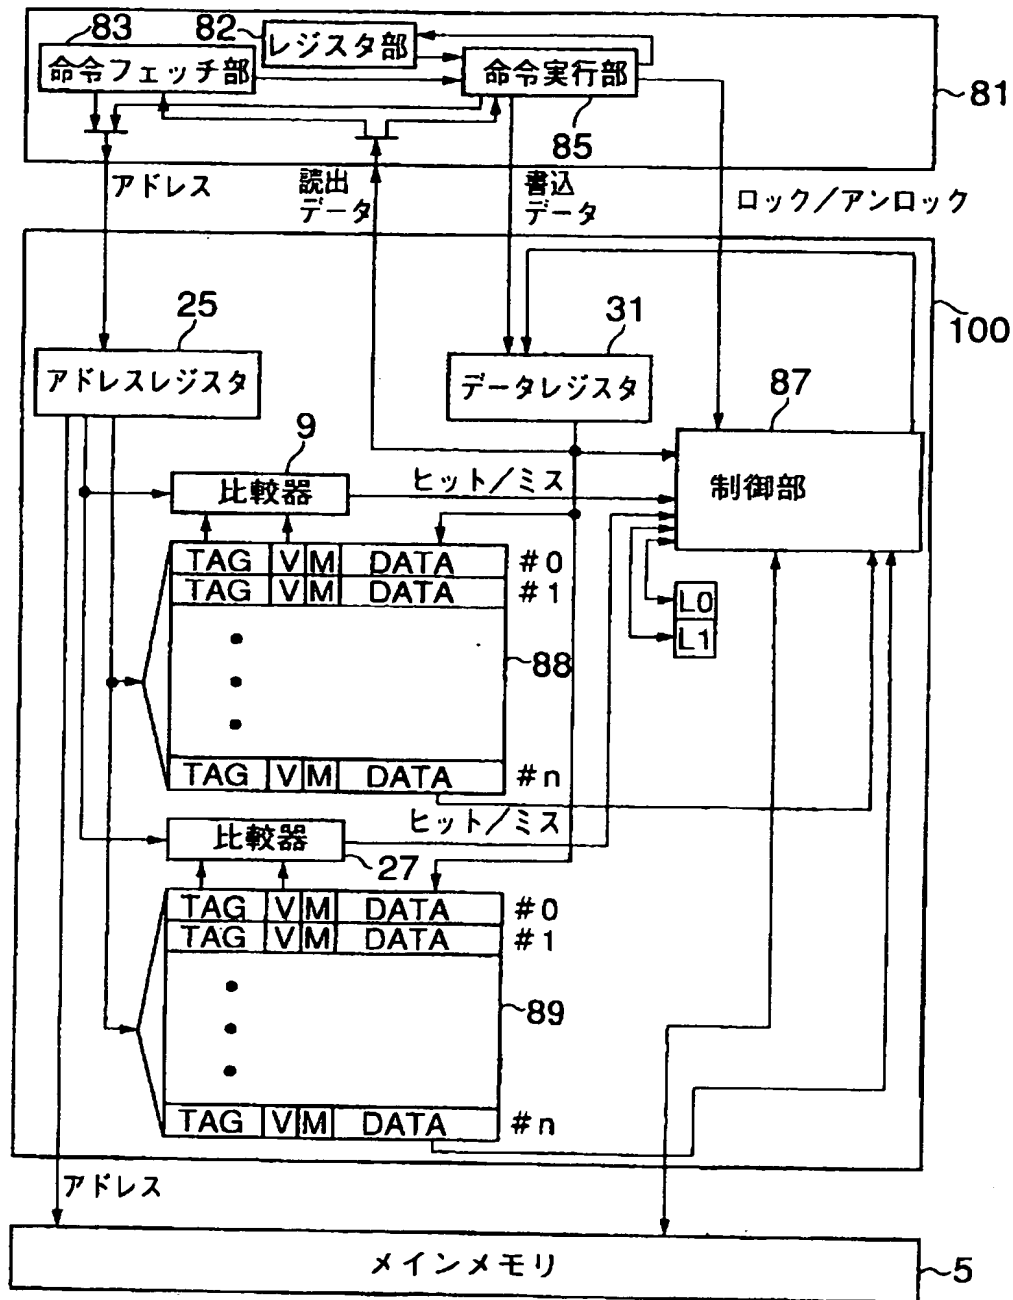 83
82
レジスタ部
命令フェッチ部
命令実行部
81
85
アドレス
読出
データ
書込
データ
ロック／アンロック
25
31
100
アドレスレジスタ
データレジスタ
87
9
比較器
ヒット／ミス
制御部
TAG V M DATA #0
TAG V M DATA #1
L0
L1
88
TAG V M DATA #n
ヒット／ミス
比較器
27
TAG V M DATA #0
TAG V M DATA #1
89
TAG V M DATA #n
アドレス
メインメモリ
5